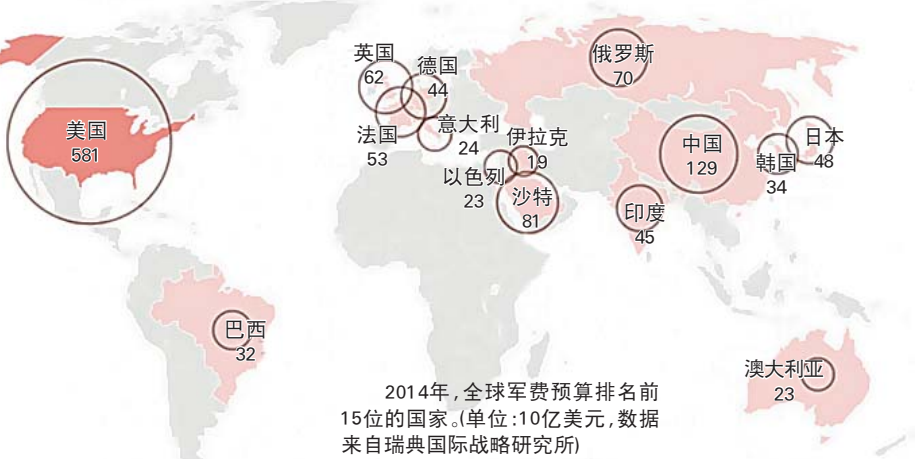 美国
581
英国
62
德国
44
法国
53
意大利
24
伊拉克
19
以色列
23
沙特
81
俄罗斯
70
中国
129
日本
48
韩国
34
印度
45
巴西
32
澳大利亚
23
2014年,全球军费预算排名前
15位的国家。(单位:10亿美元,数据
来自瑞典国际战略研究所)